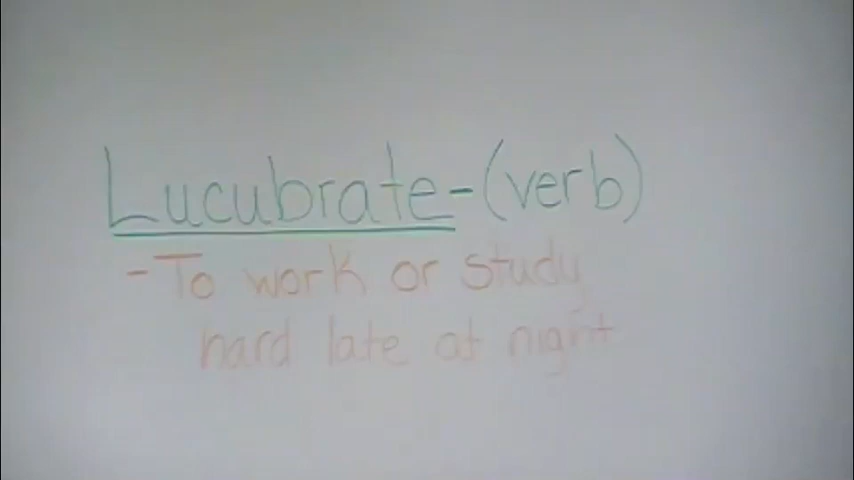 Lucubrate-(verb)
-To work or study
hard late at night